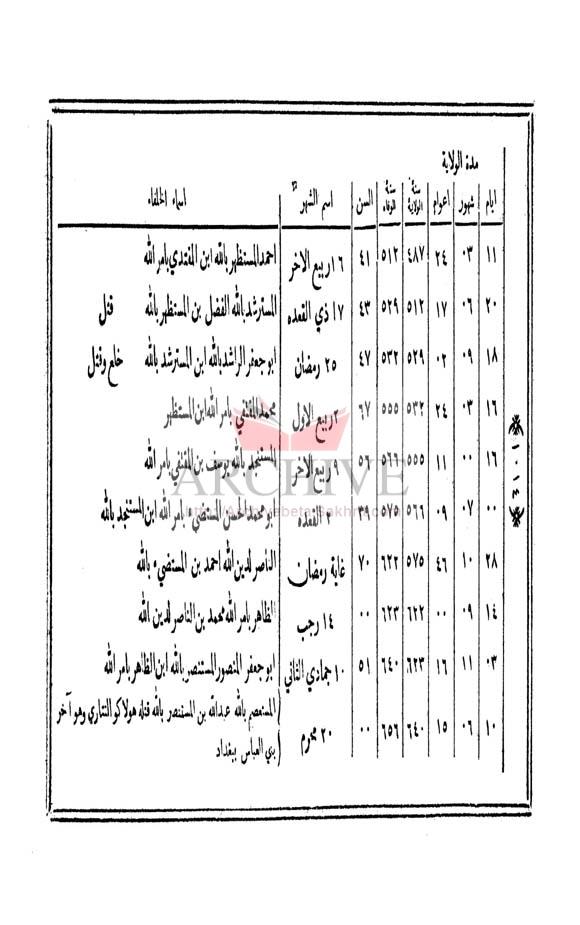 مدة الولاية
ايام شهور اعوام سنة الولاية سنة الوفاة السن اسم الشهر اسماء الخلفاء
١١ ٠٣ ٢٤ ٤٨٧ ٥١٢ ٤١ ١٦ ربيع الاخر احمد المستظهر بالله ابن المقتدي بامر الله
٢٠ ٠٦ ١٧ ٥١٢ ٥٢٩ ٤٣ ١٧ ذي القعده المسترشد بالله الفضل بن المستظهر بالله قتل
١٨ ٠٩ ٠٢ ٥٢٩ ٥٣٢ ٤٧ ٢٥ رمضان ابو جعفر الراشد بالله ابن المسترشد بالله خلع وقتل
١٦ ٠٣ ٢٤ ٥٣٢ ٥٥٥ ٦٧ ٢ ربيع الاول محمد المقتفي بامر الله ابن المستظهر
١٦ ٠٠ ١١ ٥٥٥ ٥٦٦ ٥٦ ٩ ربيع الاخر المستنجد بالله يوسف بن المقتفي بامر الله
٠٠ ٠٧ ٠٩ ٥٦٦ ٥٧٥ ٣٩ ٢ القعده ابو محمد الحسن المستضي بامر الله ابن المستنجد بالله
٢٨ ١٠ ٤٦ ٥٧٥ ٦٢٢ ٧٠ غاية رمضان الناصر لدين الله احمد بن المستضيء بالله
١٤ ٠٩ ٠٠ ٦٢٢ ٦٢٣ ٠٠ ١٤ رجب الظاهر بامر الله محمد بن الناصر لدين الله
٠٣ ١١ ١٦ ٦٢٣ ٦٤٠ ٥١ ١٠ جمادي الثاني ابو جعفر المنصور المستنصر بالله ابن الظاهر بامر الله
١٠ ٠٦ ١٥ ٦٤٠ ٦٥٦ ٠٠ ٢٠ محرم المستعصم بالله عبدالله بن المستنصر بالله قتله هولاكو التتاري وهو آخر
بني العباس ببغداد
ARCHIVE